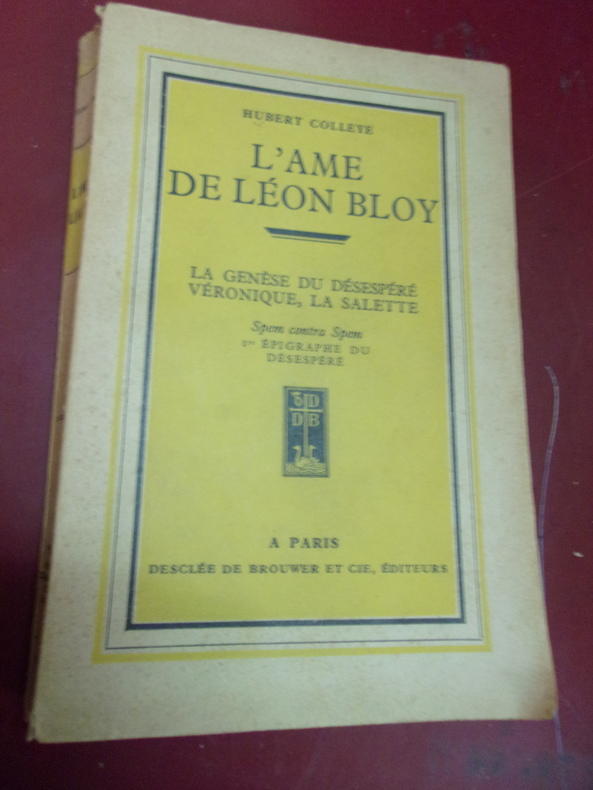 HUBERT COLLEYE
L'AME
DE LÉON BLOY
LA GENÈSE DU DÉSESPÉRÉ
VÉRONIQUE, LA SALETTE
Spem contra Spem
1re ÉPIGRAPHE DU
DÉSESPÉRÉ
DDB
A PARIS
DESCLÉE DE BROUWER ET CIE, ÉDITEURS